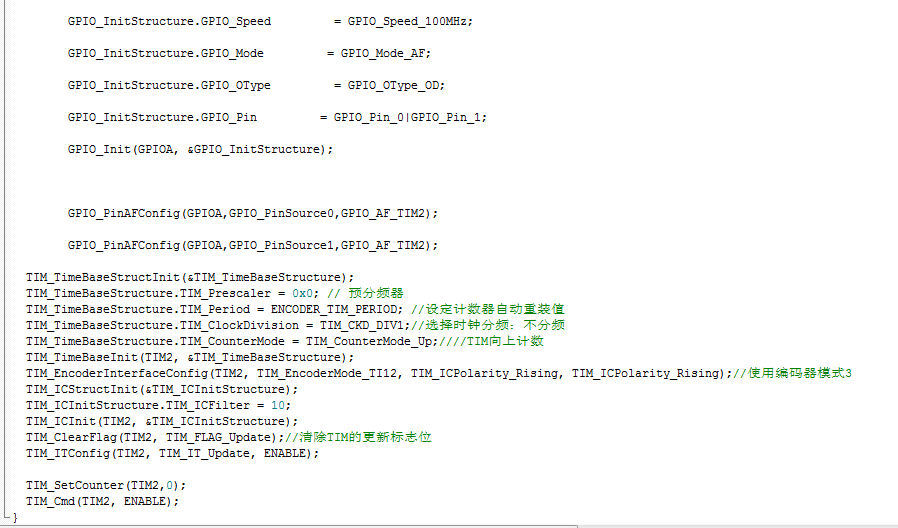 GPIO_InitStructure.GPIO_Speed = GPIO_Speed_100MHz;
GPIO_InitStructure.GPIO_Mode = GPIO_Mode_AF;
GPIO_InitStructure.GPIO_OType = GPIO_OType_OD;
GPIO_InitStructure.GPIO_Pin = GPIO_Pin_0|GPIO_Pin_1;
GPIO_Init(GPIOA, &GPIO_InitStructure);
GPIO_PinAFConfig(GPIOA,GPIO_PinSource0,GPIO_AF_TIM2);
GPIO_PinAFConfig(GPIOA,GPIO_PinSource1,GPIO_AF_TIM2);
TIM_TimeBaseStructInit(&TIM_TimeBaseStructure);
TIM_TimeBaseStructure.TIM_Prescaler = 0x0; // 预分频器
TIM_TimeBaseStructure.TIM_Period = ENCODER_TIM_PERIOD; //设定计数器自动重装值
TIM_TimeBaseStructure.TIM_ClockDivision = TIM_CKD_DIV1;//选择时钟分频：不分频
TIM_TimeBaseStructure.TIM_CounterMode = TIM_CounterMode_Up;////TIM向上计数
TIM_TimeBaseInit(TIM2, &TIM_TimeBaseStructure);
TIM_EncoderInterfaceConfig(TIM2, TIM_EncoderMode_TI12, TIM_ICPolarity_Rising, TIM_ICPolarity_Rising);//使用编码器模式3
TIM_ICStructInit(&TIM_ICInitStructure);
TIM_ICInitStructure.TIM_ICFilter = 10;
TIM_ICInit(TIM2, &TIM_ICInitStructure);
TIM_ClearFlag(TIM2, TIM_FLAG_Update);//清除TIM的更新标志位
TIM_ITConfig(TIM2, TIM_IT_Update, ENABLE);
TIM_SetCounter(TIM2,0);
TIM_Cmd(TIM2, ENABLE);
}